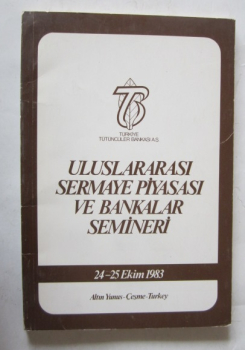 TB
TÜRKİYE
TÜTÜNCÜLER BANKASI A.Ş.
ULUSLARARASI
SERMAYE PİYASASI
VE BANKALAR
SEMİNERİ
24-25 Ekim 1983
Altın Yunus-Çeşme-Turkey